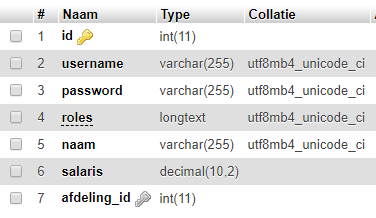 # Naam Type Collatie
1 id int(11)
2 username varchar(255) utf8mb4_unicode_ci
3 password varchar(255) utf8mb4_unicode_ci
4 roles longtext utf8mb4_unicode_ci
5 naam varchar(255) utf8mb4_unicode_ci
6 salaris decimal(10,2)
7 afdeling_id int(11)